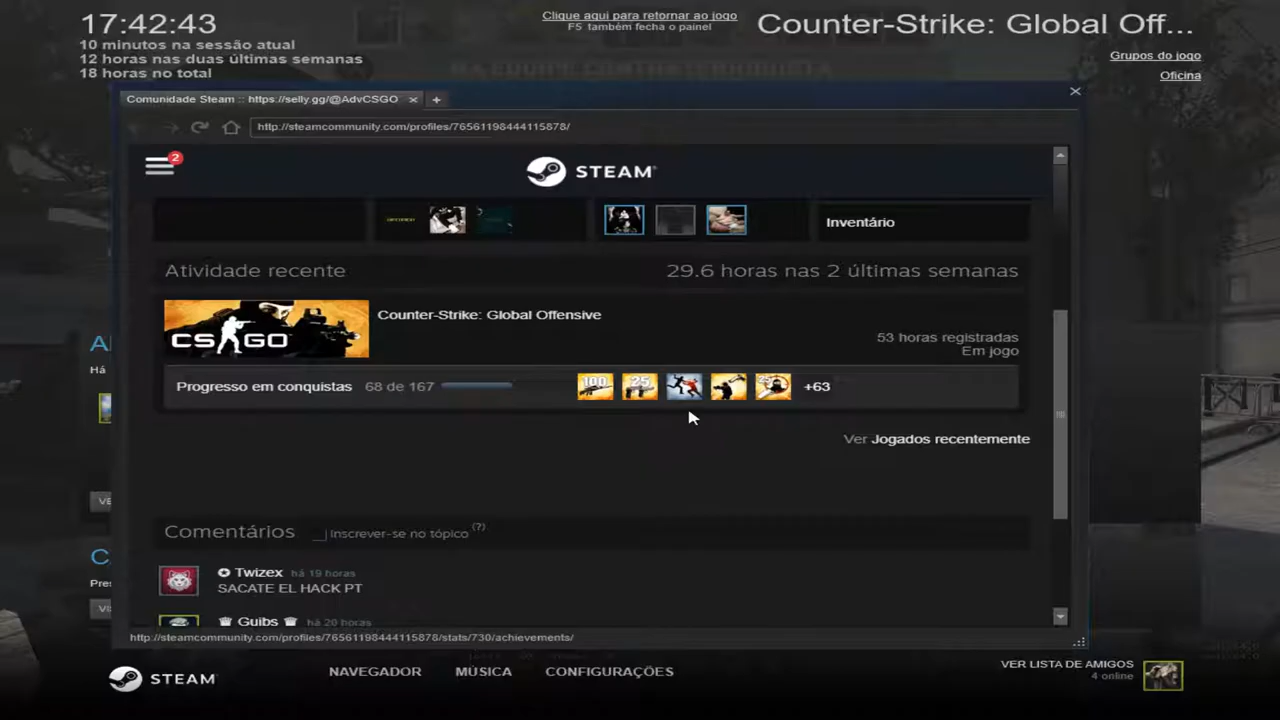 17:42:43
10 minutos na sessão atual
12 horas nas duas últimas semanas
18 horas no total
Clique aqui para retornar ao jogo
F5 também fecha o painel
Counter-Strike: Global Off...
Grupos do jogo
Oficina
Comunidade Steam :: https://selly.gg/@AdvCSGO
http://steamcommunity.com/profiles/76561198444115878/
2
STEAM
Inventário
Atividade recente
29.6 horas nas 2 últimas semanas
CS GO
Counter-Strike: Global Offensive
53 horas registradas
Em jogo
Progresso em conquistas 68 de 167
100
25
25
+63
Ver Jogados recentemente
Comentários
Inscrever-se no tópico (?)
Twizex há 19 horas
SACATE EL HACK PT
Guibs há 20 horas
http://steamcommunity.com/profiles/76561198444115878/stats/730/achievements/
Há
STEAM
NAVEGADOR
MÚSICA
CONFIGURAÇÕES
VER LISTA DE AMIGOS
4 online